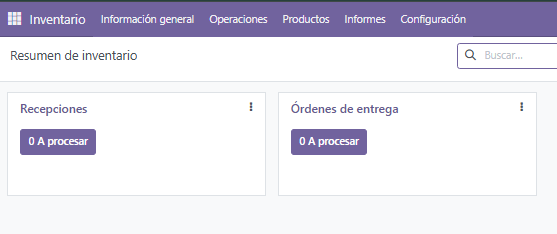 Inventario Información general Operaciones Productos Informes Configuración
Resumen de inventario Buscar...
Recepciones Órdenes de entrega
0 A procesar 0 A procesar